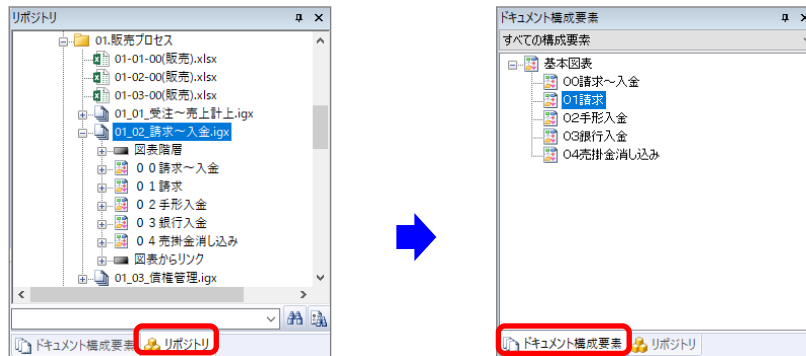 リポジトリ
01.販売プロセス
01-01-00(販売).xlsx
01-02-00(販売).xlsx
01-03-00(販売).xlsx
01_01_受注～売上計上.igx
01_02_請求～入金.igx
図表階層
００請求～入金
０１請求
０２手形入金
０３銀行入金
０４売掛金消し込み
図表からリンク
01_03_債権管理.igx
ドキュメント構成要素 リポジトリ
ドキュメント構成要素
すべての構成要素
基本図表
00請求～入金
01請求
02手形入金
03銀行入金
04売掛金消し込み
ドキュメント構成要素 リポジトリ